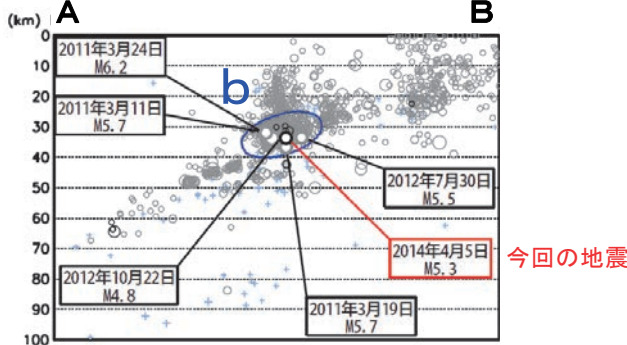 (km)
A
B
0
10
20
30
40
50
60
70
80
90
100
2011年3月24日
M6.2
b
2011年3月11日
M5.7
2012年7月30日
M5.5
2014年4月5日
M5.3
今回の地震
2012年10月22日
M4.8
2011年3月19日
M5.7